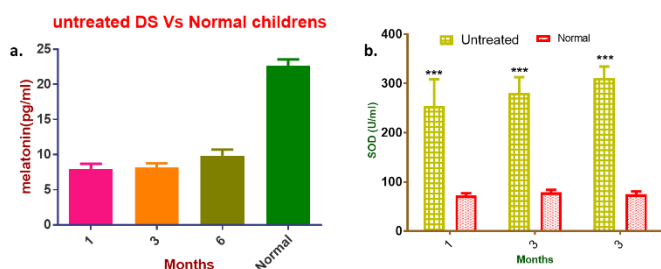 untreated DS Vs Normal childrens
a.
melatonin(pg/ml)
25
20
15
10
5
0
1
3
6
Normal
Months
b.
Untreated
Normal
SOD (U/ml)
400
300
200
100
0
***
***
***
1
3
3
Months